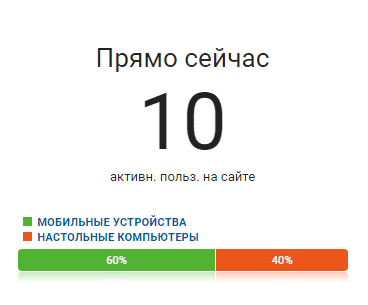 Прямо сейчас
10
активн. польз. на сайте
МОБИЛЬНЫЕ УСТРОЙСТВА
НАСТОЛЬНЫЕ КОМПЬЮТЕРЫ
60% 40%